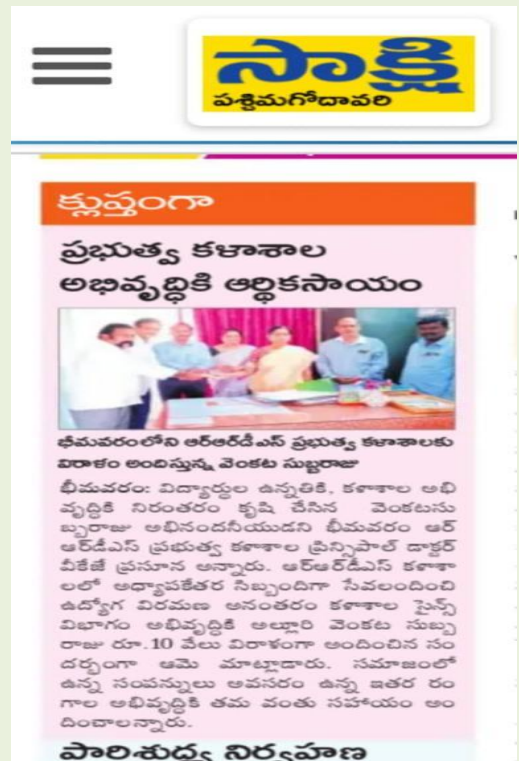 సాక్షి
పశ్చిమగోదావరి
క్లుప్తంగా
ప్రభుత్వ కళాశాల
అభివృద్ధికి ఆర్థికసాయం
భీమవరంలోని ఆర్ఆర్‌డీఎస్ ప్రభుత్వ కళాశాలకు
విరాళం అందిస్తున్న వెంకట సుబ్బరాజు
భీమవరం: విద్యార్థుల ఉన్నతికి, కళాశాల అభి
వృద్ధికి నిరంతరం కృషి చేసిన వెంకటసు
బ్బరాజు అభినందనీయుడని భీమవరం ఆర్
ఆర్‌డీఎస్ ప్రభుత్వ కళాశాల ప్రిన్సిపాల్ డాక్టర్
వీకేజే ప్రసూన అన్నారు. ఆర్ఆర్‌డీఎస్ కళాశా
లలో అధ్యాపకేతర సిబ్బందిగా సేవలందించి
ఉద్యోగ విరమణ అనంతరం కళాశాల సైన్స్
విభాగం అభివృద్ధికి అల్లూరి వెంకట సుబ్బ
రాజు రూ.10 వేలు విరాళంగా అందించిన సం
దర్భంగా ఆమె మాట్లాడారు. సమాజంలో
ఉన్న సంపన్నులు అవసరం ఉన్న ఇతర రం
గాల అభివృద్ధికి తమ వంతు సహాయం అం
దించాలన్నారు.
పారిశుధ్య నిర్వహణ